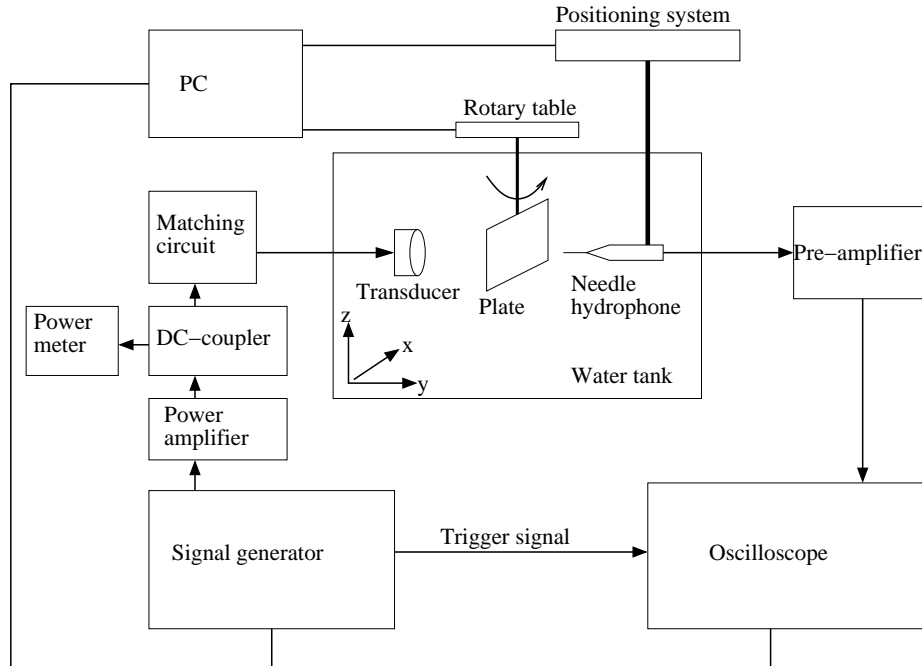 Positioning system
PC
Rotary table
Matching
circuit
Pre−amplifier
Transducer
Plate
Needle
hydrophone
Power
meter
DC−coupler
z
x
y
Water tank
Power
amplifier
Signal generator
Trigger signal
Oscilloscope